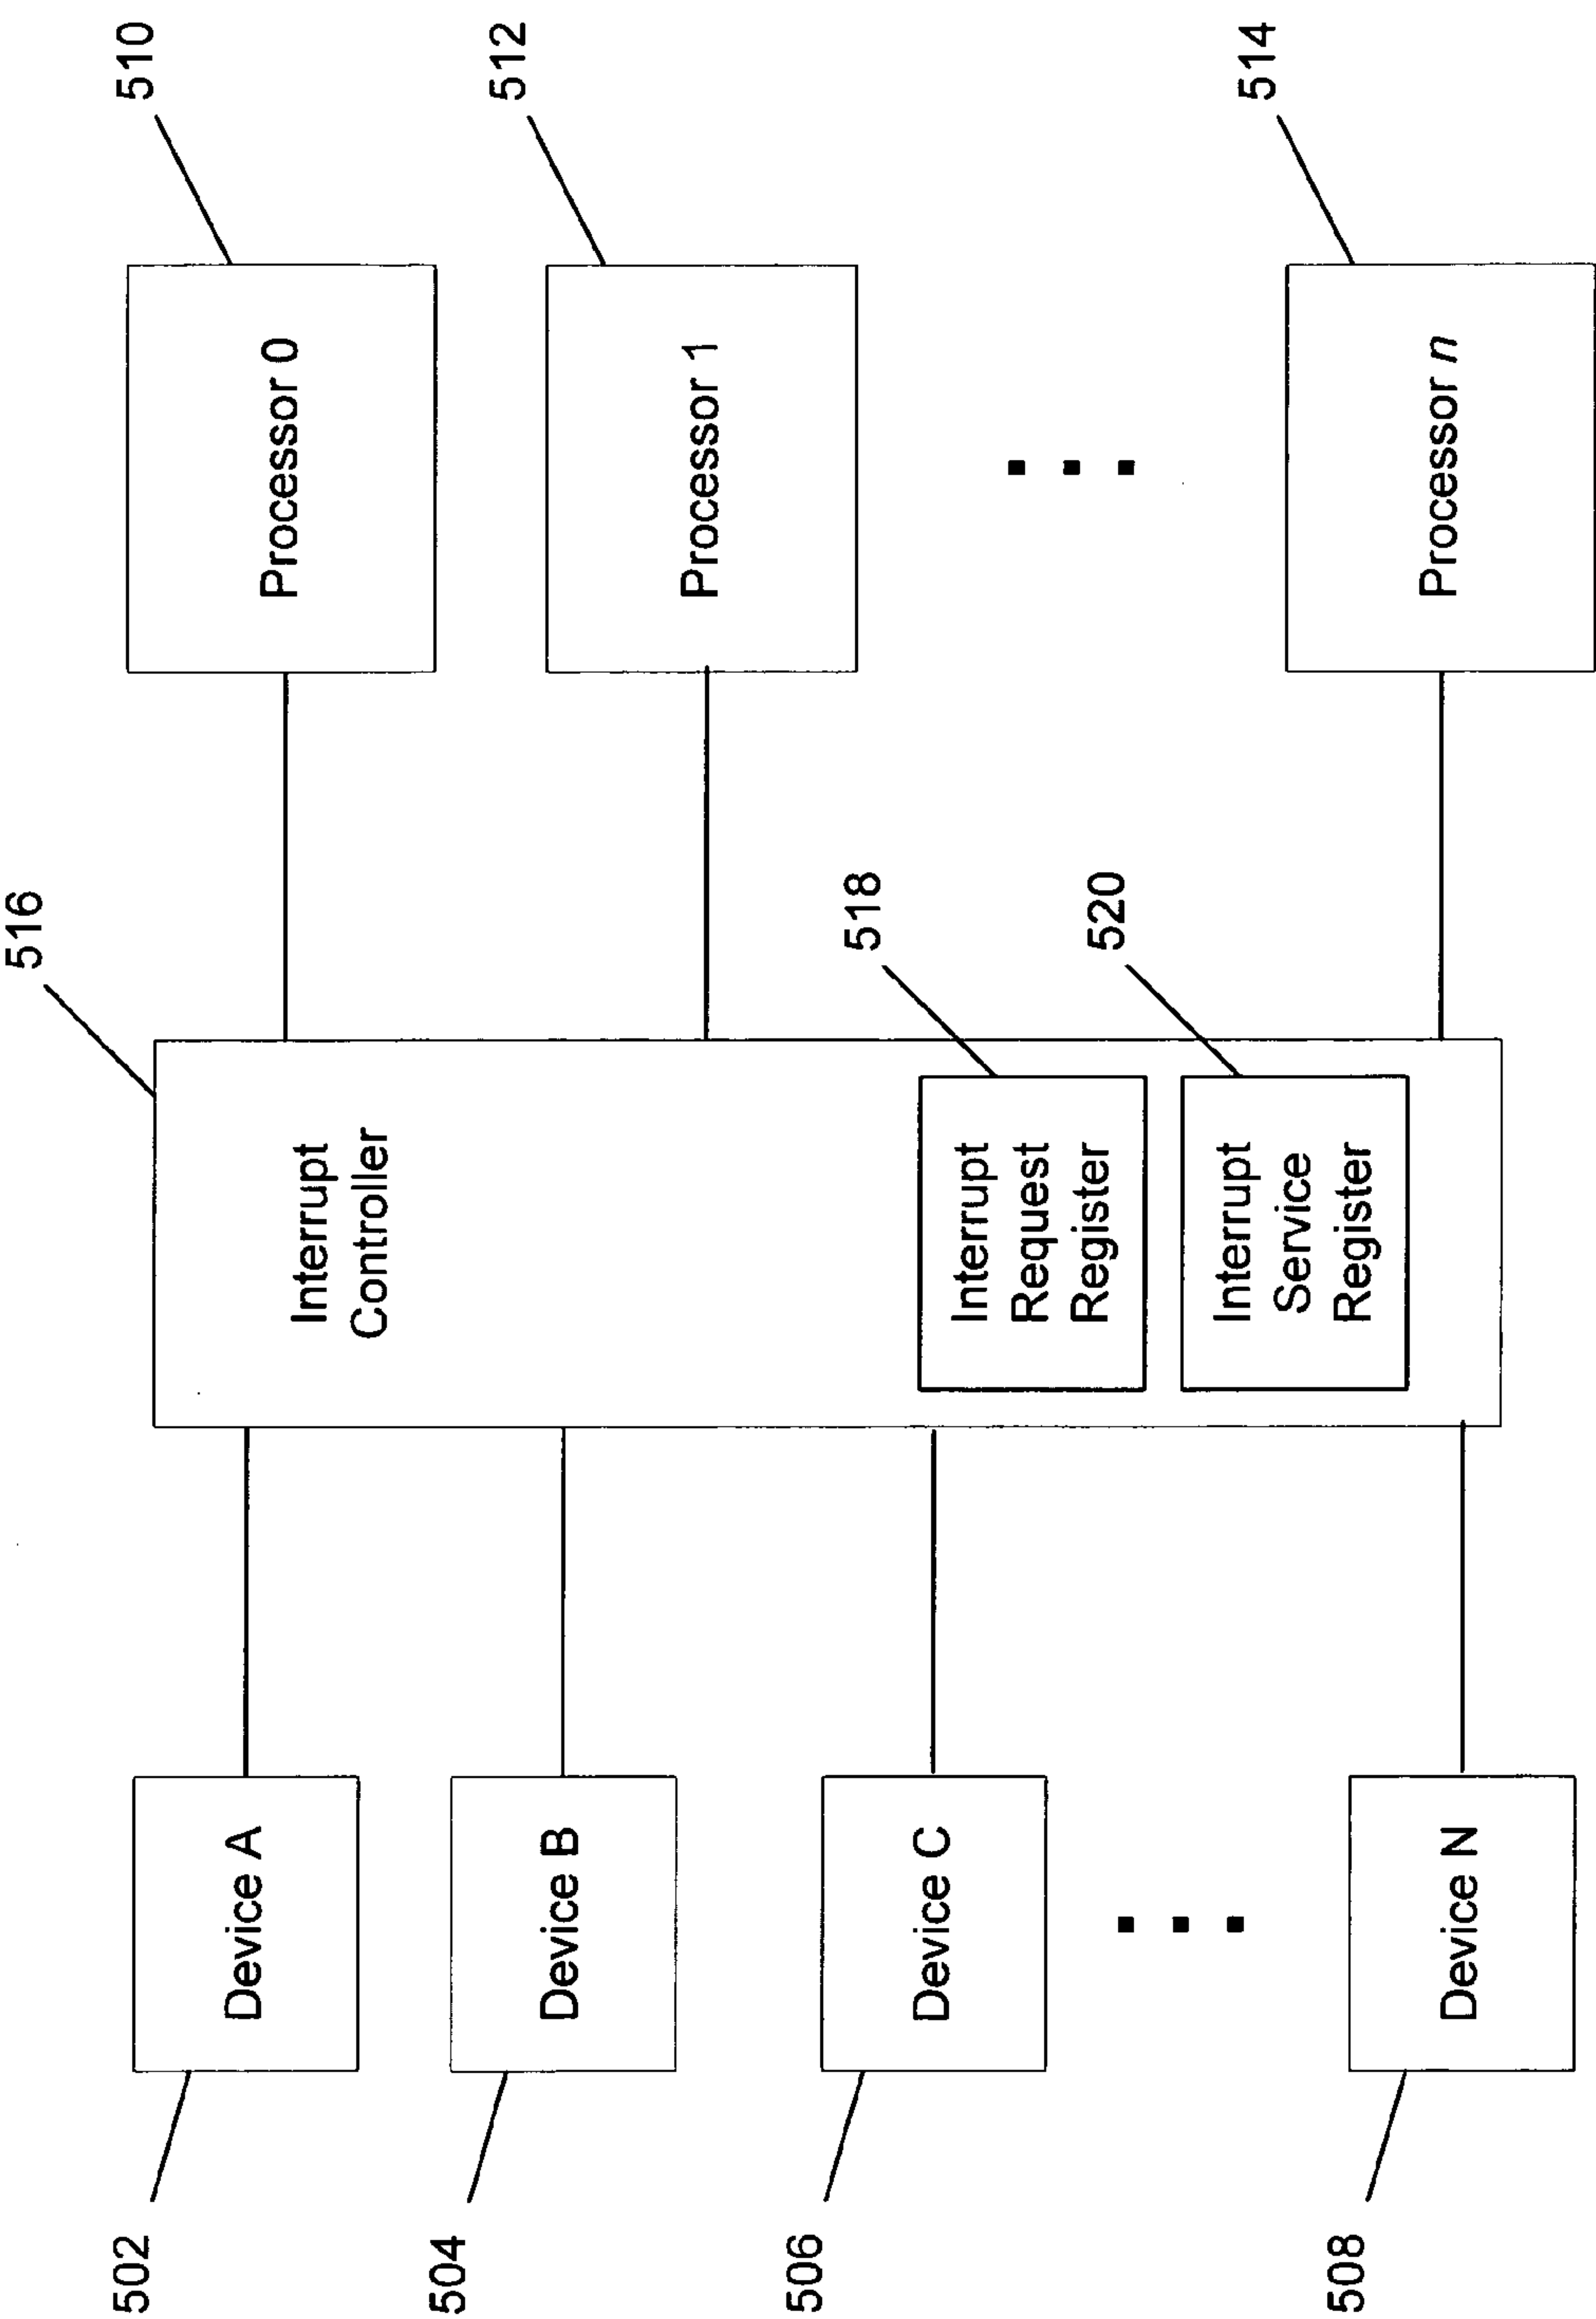 516
510
Processor 0
512
Processor 1
514
Processor n
Interrupt
Controller
518
Interrupt
Request
Register
520
Interrupt
Service
Register
Device A
502
Device B
504
Device C
506
Device N
508